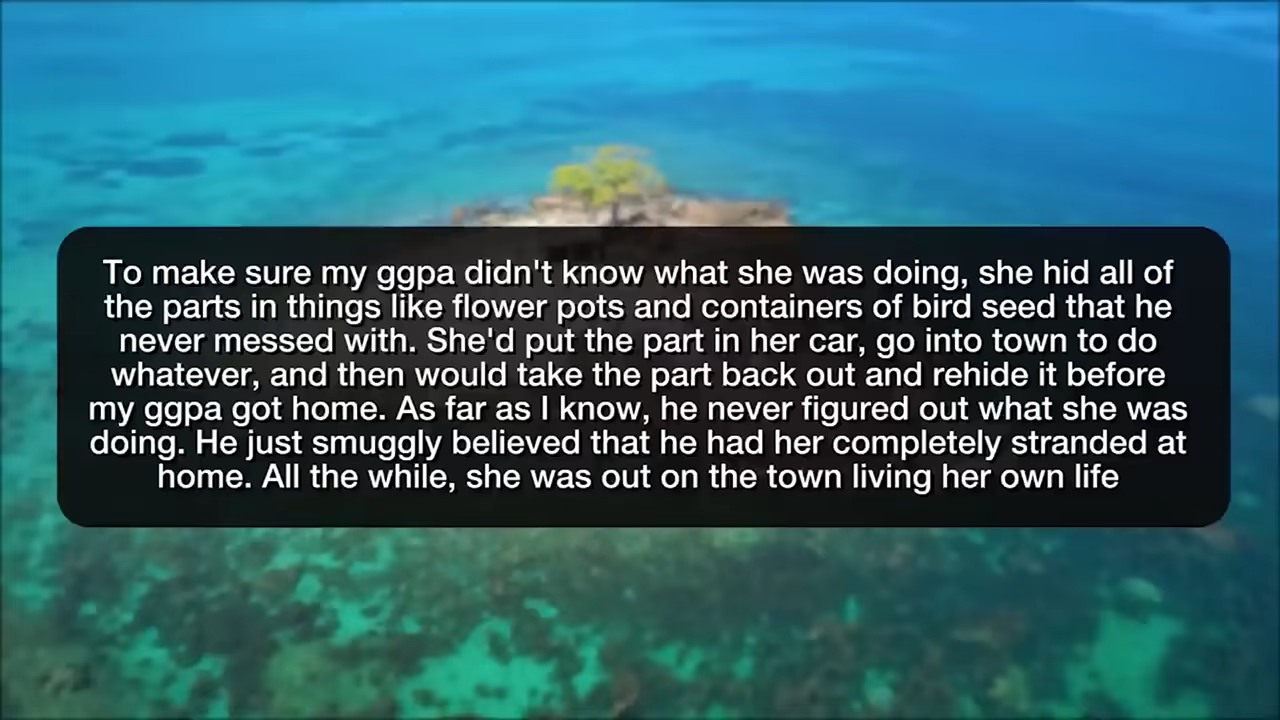 To make sure my ggpa didn't know what she was doing, she hid all of
the parts in things like flower pots and containers of bird seed that he
never messed with. She'd put the part in her car, go into town to do
whatever, and then would take the part back out and rehide it before
my ggpa got home. As far as I know, he never figured out what she was
doing. He just smuggly believed that he had her completely stranded at
home. All the while, she was out on the town living her own life